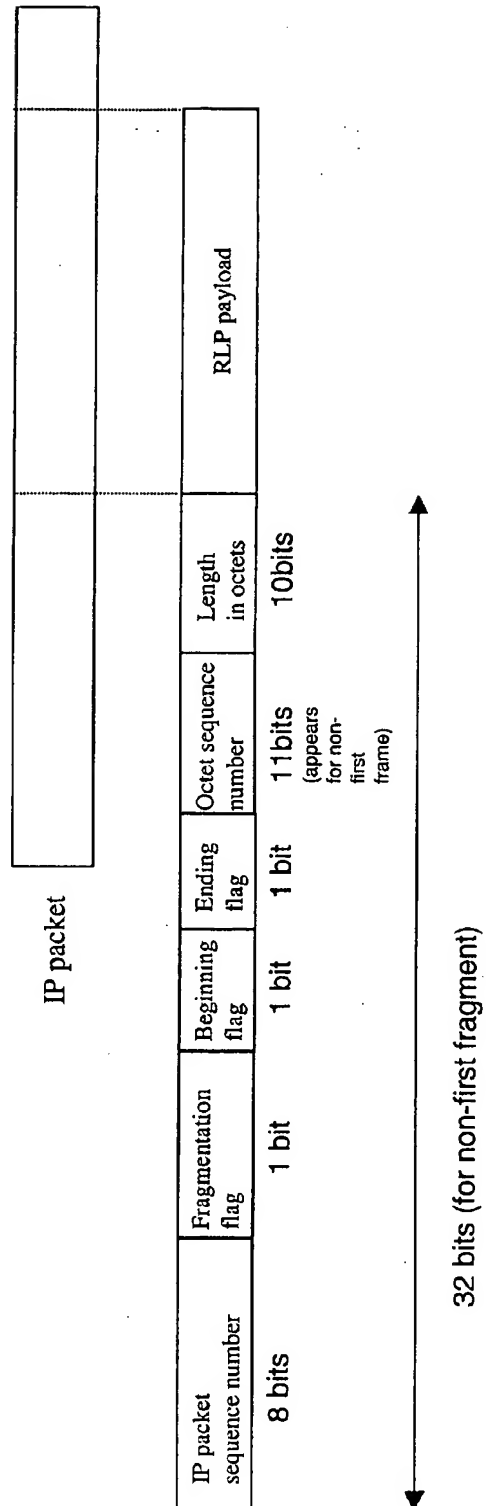 IP packet
IP packet
sequence number
Fragmentation
flag
Beginning
flag
Ending
flag
Octet sequence
number
Length
in octets
RLP payload
8 bits
1 bit
1 bit
1 bit
11bits
(appears
for non-
first
frame)
10bits
32 bits (for non-first fragment)